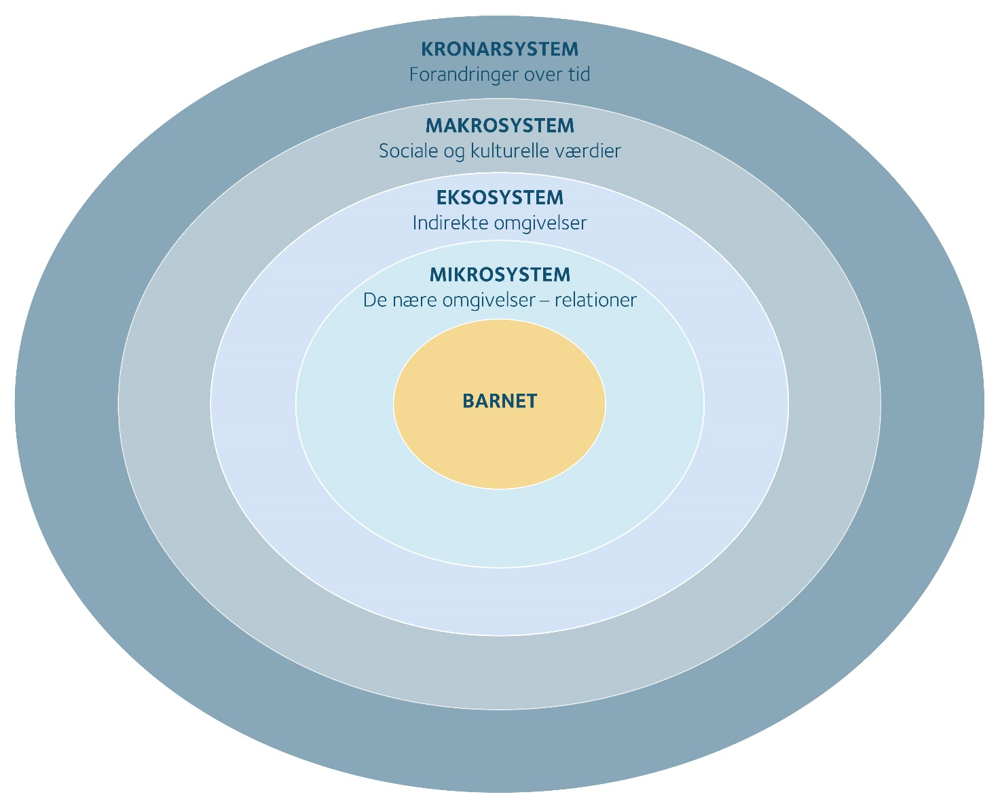 KRONARSYSTEM
Forandringer over tid
MAKROSYSTEM
Sociale og kulturelle værdier
EKSOSYSTEM
Indirekte omgivelser
MIKROSYSTEM
De nære omgivelser – relationer
BARNET